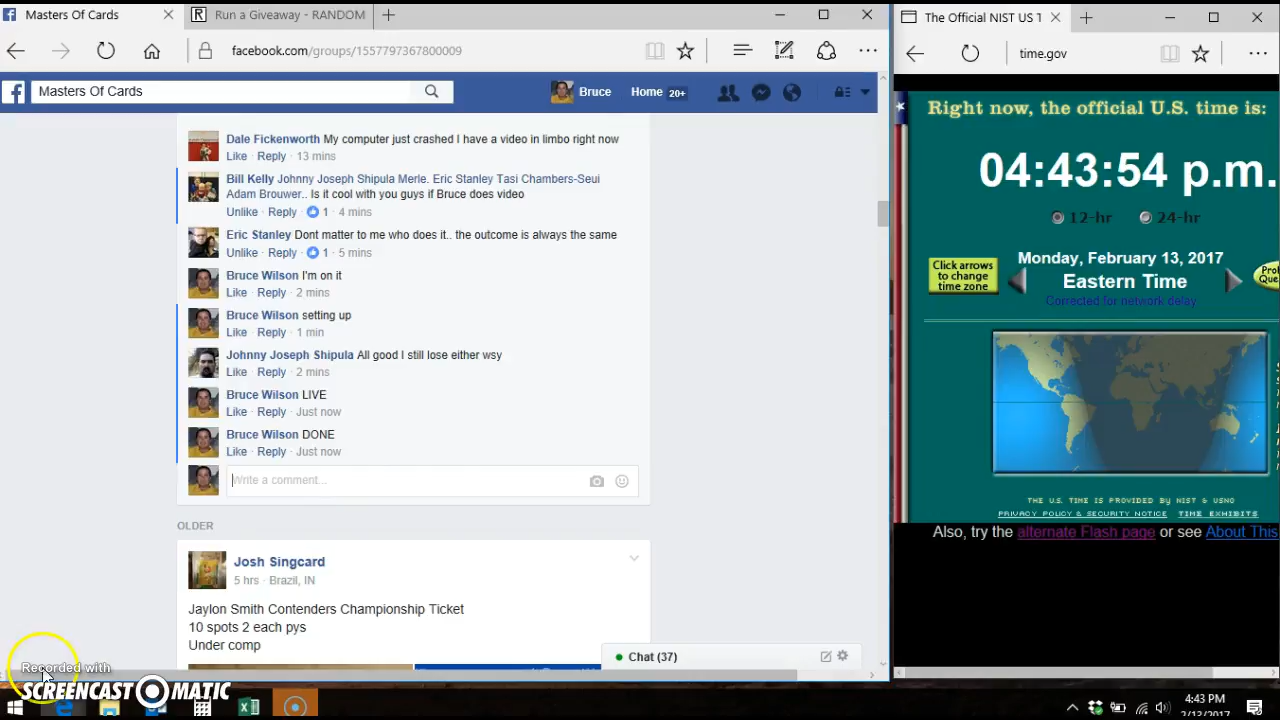 Masters Of Cards
Run a Giveaway - RANDOM
The Official NIST US T
facebook.com/groups/1557797367800009
time.gov
Masters Of Cards
Bruce
Home 20+
Dale Fickenworth My computer just crashed I have a video in limbo right now
Like · Reply · 13 mins
Bill Kelly Johnny Joseph Shipula Merle. Eric Stanley Tasi Chambers-Seui
Adam Brouwer.. Is it cool with you guys if Bruce does video
Unlike · Reply · 1 · 4 mins
Eric Stanley Dont matter to me who does it.. the outcome is always the same
Unlike · Reply · 1 · 5 mins
Bruce Wilson I'm on it
Like · Reply · 2 mins
Bruce Wilson setting up
Like · Reply · 1 min
Johnny Joseph Shipula All good I still lose either wsy
Like · Reply · 2 mins
Bruce Wilson LIVE
Like · Reply · Just now
Bruce Wilson DONE
Like · Reply · Just now
Write a comment...
OLDER
Josh Singcard
5 hrs · Brazil, IN
Jaylon Smith Contenders Championship Ticket
10 spots 2 each pys
Under comp
Chat (37)
Right now, the official U.S. time is:
04:43:54 p.m.
12-hr 24-hr
Click arrows
to change
time zone
Monday, February 13, 2017
Eastern Time
Corrected for network delay.
Pro
Que
THE U.S. TIME IS PROVIDED BY NIST & USNO
PRIVACY POLICY & SECURITY NOTICE TIME EXHIBITS
Also, try the alternate Flash page or see About This
Recorded with
SCREENCAST MATIC
4:43 PM
2/13/2017